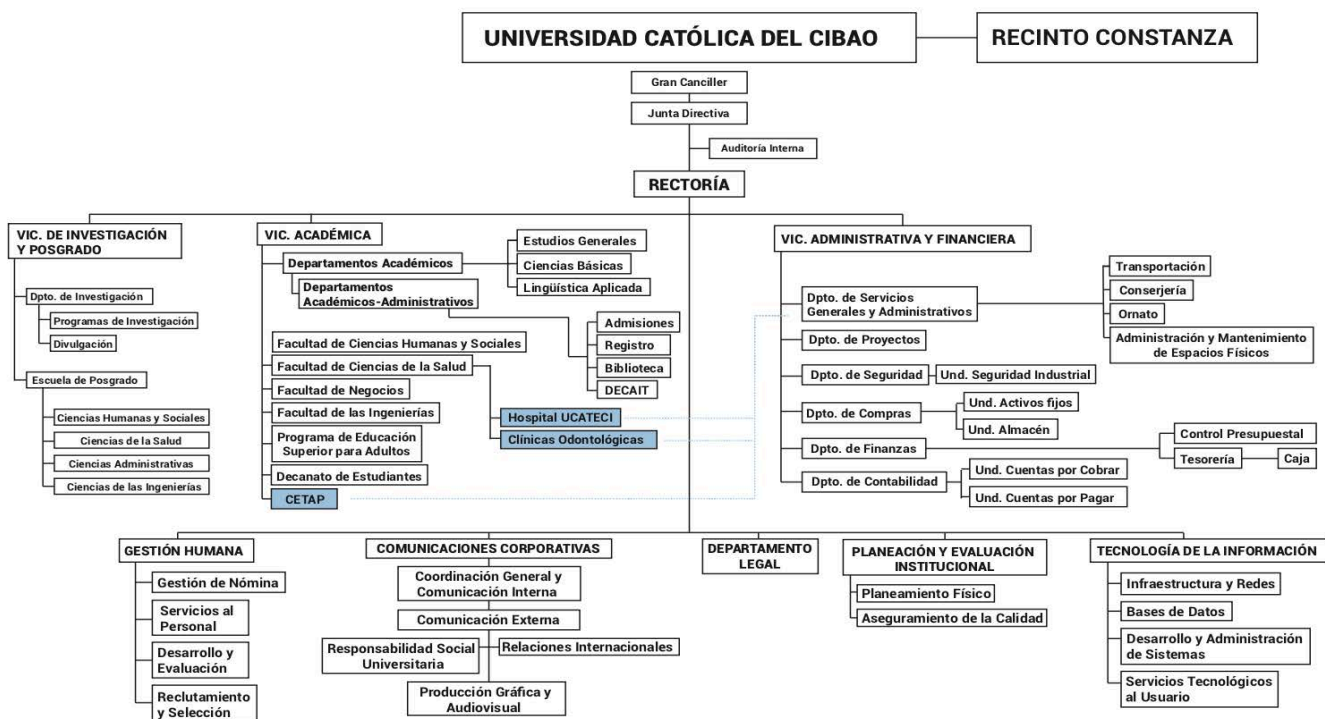 UNIVERSIDAD CATÓLICA DEL CIBAO
RECINTO CONSTANZA
Gran Canciller
Junta Directiva
Auditoría Interna
RECTORÍA
VIC. DE INVESTIGACIÓN
Y POSGRADO
Dpto. de Investigación
Programas de Investigación
Divulgación
Escuela de Posgrado
Ciencias Humanas y Sociales
Ciencias de la Salud
Ciencias Administrativas
Ciencias de las Ingenierías
VIC. ACADÉMICA
Departamentos Académicos
Estudios Generales
Ciencias Básicas
Lingüística Aplicada
Departamentos
Académicos-Administrativos
Admisiones
Registro
Biblioteca
DECAIT
Facultad de Ciencias Humanas y Sociales
Facultad de Ciencias de la Salud
Hospital UCATECI
Clínicas Odontológicas
Facultad de Negocios
Facultad de las Ingenierías
Programa de Educación
Superior para Adultos
Decanato de Estudiantes
CETAP
VIC. ADMINISTRATIVA Y FINANCIERA
Dpto. de Servicios
Generales y Administrativos
Transportación
Conserjería
Ornato
Administración y Mantenimiento
de Espacios Físicos
Dpto. de Proyectos
Dpto. de Seguridad
Und. Seguridad Industrial
Dpto. de Compras
Und. Activos fijos
Und. Almacén
Dpto. de Finanzas
Control Presupuestal
Tesorería
Caja
Dpto. de Contabilidad
Und. Cuentas por Cobrar
Und. Cuentas por Pagar
GESTIÓN HUMANA
Gestión de Nómina
Servicios al
Personal
Desarrollo y
Evaluación
Reclutamiento
y Selección
COMUNICACIONES CORPORATIVAS
Coordinación General y
Comunicación Interna
Comunicación Externa
Responsabilidad Social
Universitaria
Relaciones Internacionales
Producción Gráfica y
Audiovisual
DEPARTAMENTO
LEGAL
PLANEACIÓN Y EVALUACIÓN
INSTITUCIONAL
Planeamiento Físico
Aseguramiento de la Calidad
TECNOLOGÍA DE LA INFORMACIÓN
Infraestructura y Redes
Bases de Datos
Desarrollo y Administración
de Sistemas
Servicios Tecnológicos
al Usuario